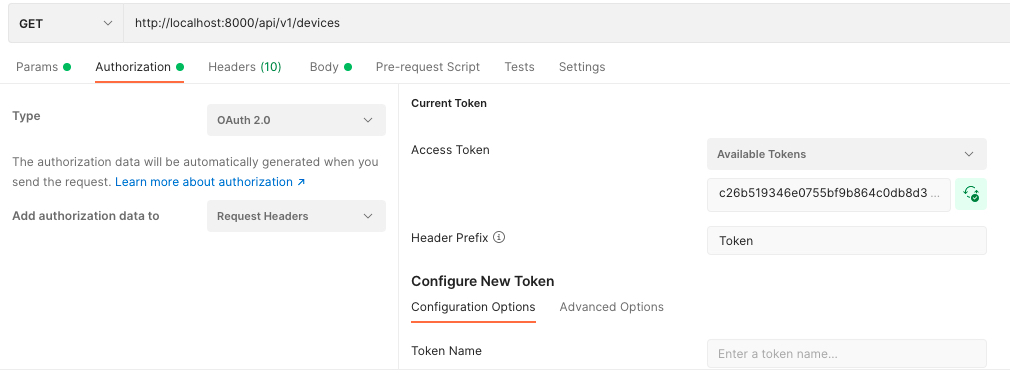 GET http://localhost:8000/api/v1/devices
Params Authorization Headers (10) Body Pre-request Script Tests Settings
Type
OAuth 2.0
The authorization data will be automatically generated when you
send the request. Learn more about authorization ↗
Add authorization data to
Request Headers
Current Token
Access Token
Available Tokens
c26b519346e0755bf9b864c0db8d3 ...
Header Prefix
Token
Configure New Token
Configuration Options Advanced Options
Token Name
Enter a token name...